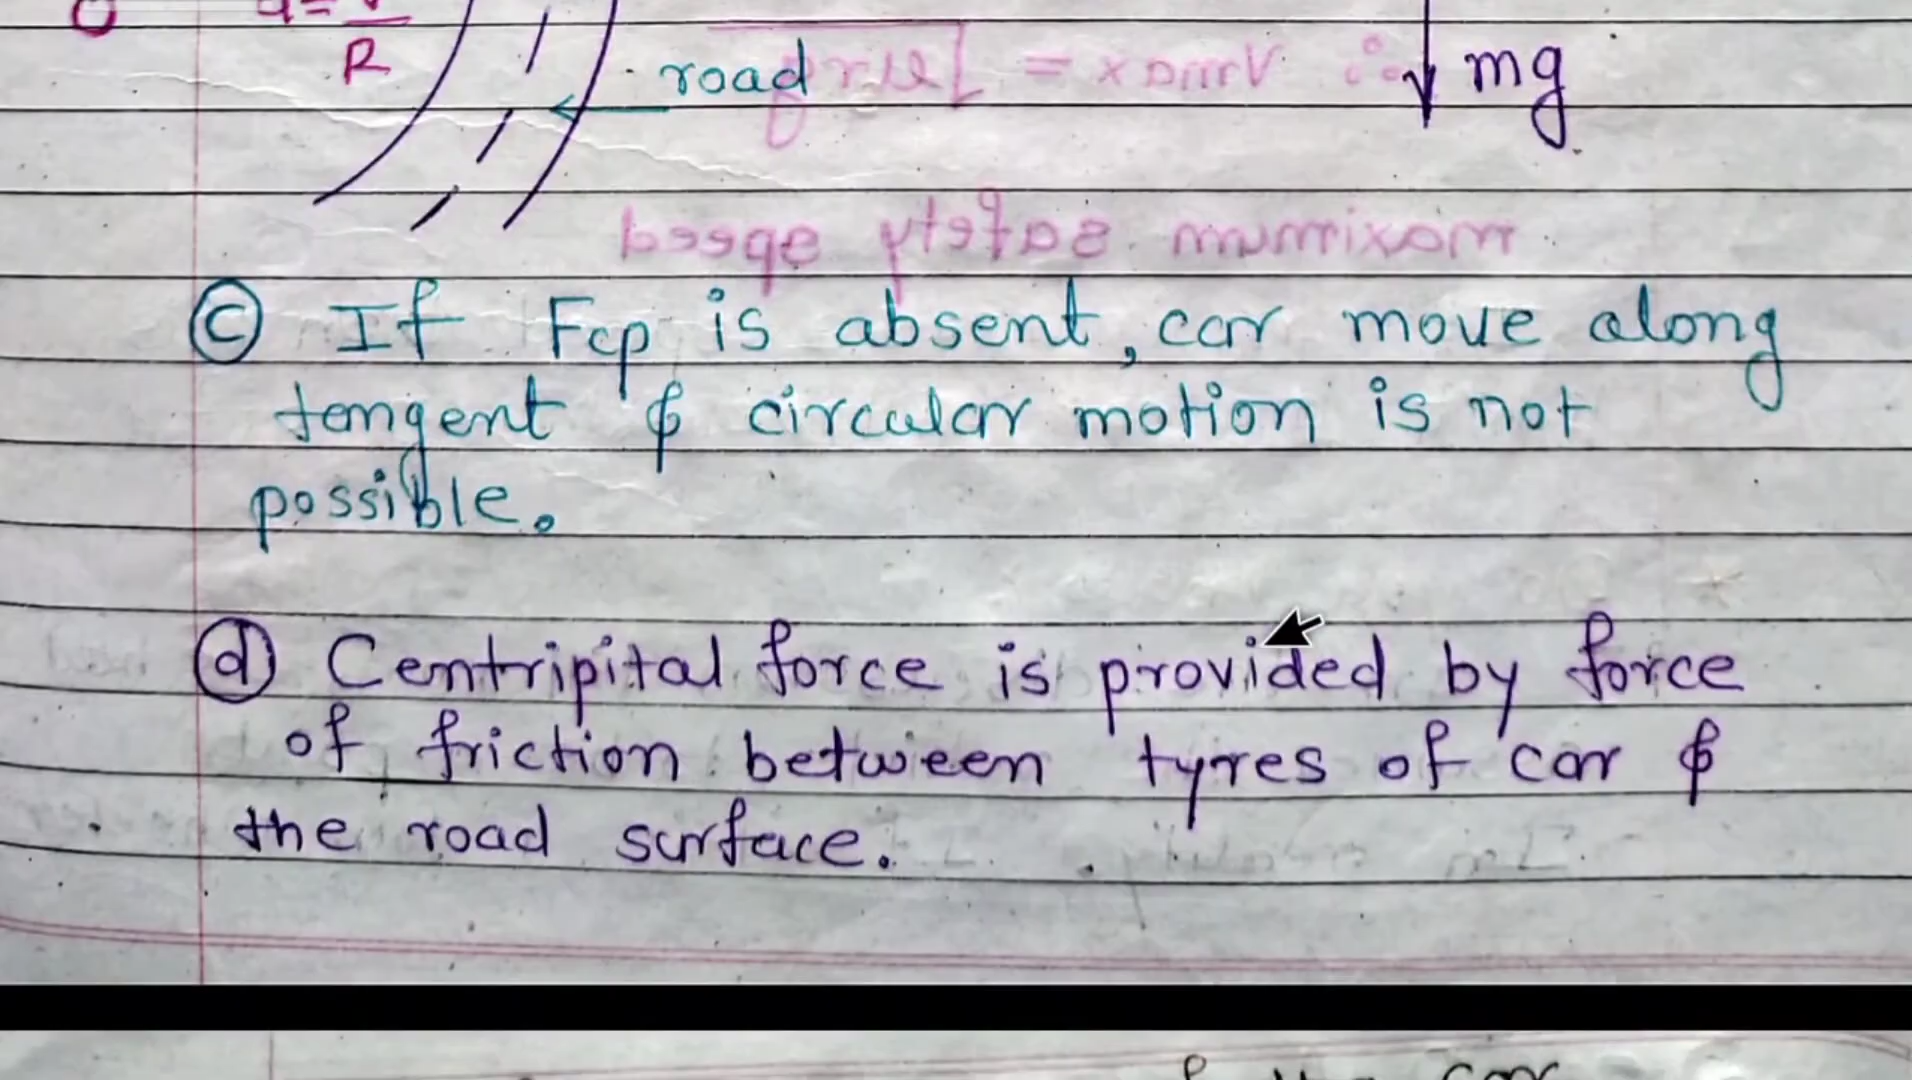 R
road
mg
ⓒ If Fcp is absent, car move along
tangent & circular motion is not
possible.
ⓓ Centripital force is provided by force
of friction between tyres of car &
the road surface.